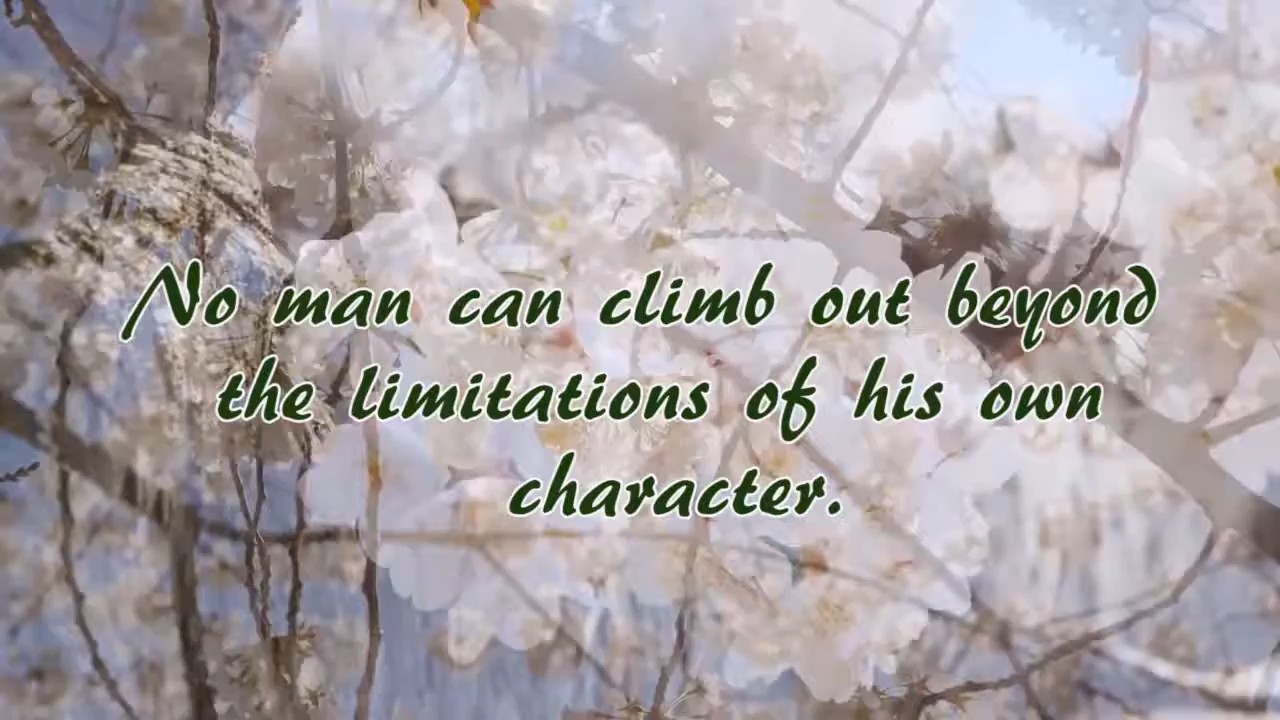 No man can climb out beyond
the limitations of his own
character.